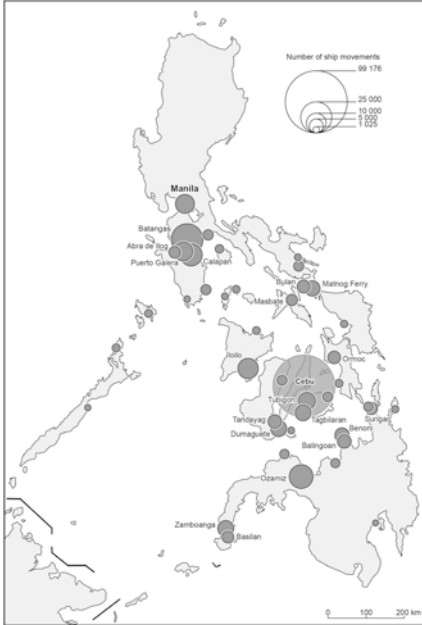 Number of ship movements
99 176
25 000
10 000
5 000
1 025
Manila
Batangas
Abra de Ilog
Puerto Galera
Calapan
Bulan
Matnog Ferry
Masbate
Iloilo
Ormoc
Cebu
Tubigon
Tagbilaran
Tandayag
Dumaguete
Surigao
Benoni
Balingoan
Ozamiz
Zamboanga
Basilan
0 100 200 km